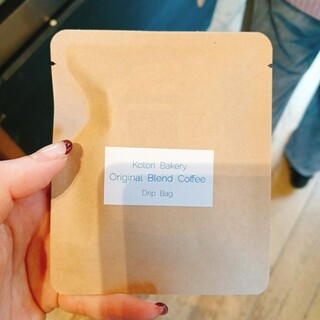 Kotori Bakery
Original Blend Coffee
Drip Bag